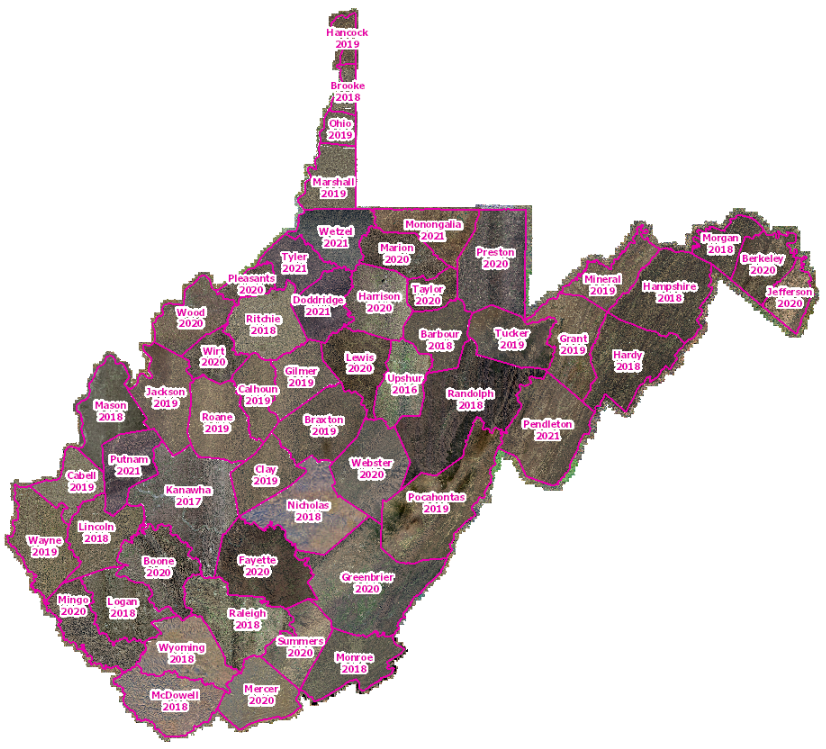 Hancock
2019
Brooke
2018
Ohio
2019
Marshall
2019
Wetzel
2021
Monongalia
2021
Marion
2020
Preston
2020
Tyler
2021
Pleasants
2020
Doddridge
2021
Harrison
2020
Taylor
2020
Mineral
2019
Hampshire
2018
Morgan
2018
Berkeley
2020
Jefferson
2020
Wood
2020
Ritchie
2018
Barbour
2018
Tucker
2019
Grant
2019
Hardy
2018
Wirt
2020
Lewis
2020
Gilmer
2019
Upshur
2016
Calhoun
2019
Randolph
2018
Jackson
2019
Mason
2018
Roane
2019
Braxton
2019
Pendleton
2021
Putnam
2021
Cabell
2019
Kanawha
2017
Clay
2019
Webster
2020
Nicholas
2018
Pocahontas
2019
Lincoln
2018
Wayne
2019
Boone
2020
Fayette
2020
Greenbrier
2020
Mingo
2020
Logan
2018
Raleigh
2018
Summers
2020
Wyoming
2018
Monroe
2018
McDowell
2018
Mercer
2020